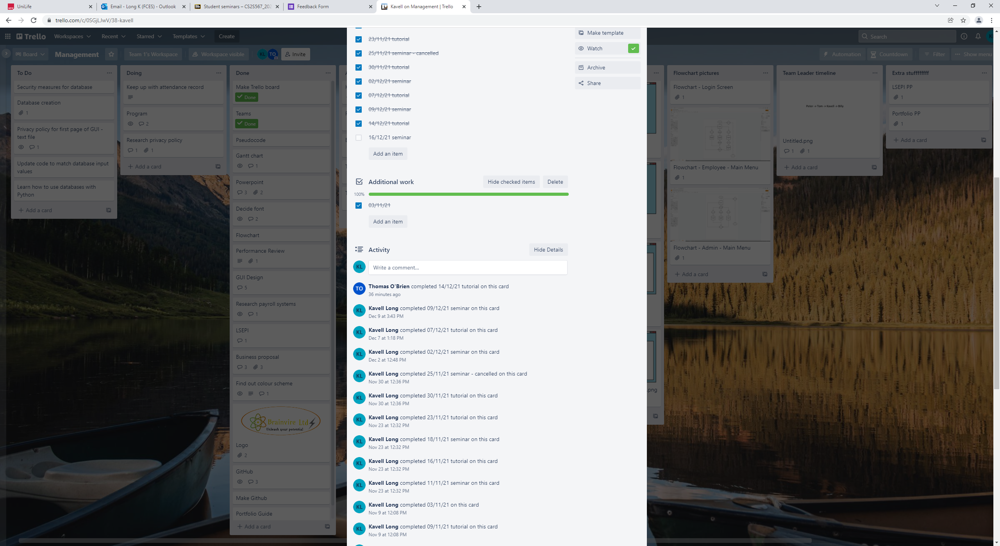 UniLife
Email - Long K (FCES) - Outlook
Student seminars – CS2S567_202
Feedback Form
Kavell on Management | Trello
trello.com/c/0SGjLJwV/38-kavell
Trello
Workspaces
Recent
Starred
Templates
Create
Search
Board
Management
Team 1's Workspace
Workspace visible
KL
TO
Invite
Automation
Countdown
Filter
Show menu
To Do
Security measures for database
Database creation
1
Privacy policy for first page of GUI -
text file
1
Update code to match database input
values
Learn how to use databases with
Python
Add a card
Doing
Keep up with attendance record
Program
2
Research privacy policy
1 1
Add a card
Done
Make Trello board
Done
Teams
Done
Pseudocode
Gantt chart
1
Powerpoint
3 2
Decide font
2
Flowchart
Performance Review
1
GUI Design
5
Research payroll systems
1
LSEPI
1
Business proposal
3 3
Find out colour scheme
1
Brainvire Ltd
Unleash your potential
Logo
2
GitHub
3
Make Github
Portfolio Guide
Add a card
23/11/21 tutorial
25/11/21 seminar - cancelled
30/11/21 tutorial
02/12/21 seminar
07/12/21 tutorial
09/12/21 seminar
14/12/21 tutorial
16/12/21 seminar
Add an item
Additional work
Hide checked items
Delete
100%
03/11/21
Add an item
Activity
Hide Details
KL
Write a comment...
TO
Thomas O'Brien completed 14/12/21 tutorial on this card
36 minutes ago
KL
Kavell Long completed 09/12/21 seminar on this card
Dec 9 at 3:43 PM
KL
Kavell Long completed 07/12/21 tutorial on this card
Dec 7 at 1:18 PM
KL
Kavell Long completed 02/12/21 seminar on this card
Dec 2 at 12:48 PM
KL
Kavell Long completed 25/11/21 seminar - cancelled on this card
Nov 30 at 12:36 PM
KL
Kavell Long completed 30/11/21 tutorial on this card
Nov 30 at 12:36 PM
KL
Kavell Long completed 23/11/21 tutorial on this card
Nov 23 at 12:32 PM
KL
Kavell Long completed 18/11/21 seminar on this card
Nov 23 at 12:32 PM
KL
Kavell Long completed 16/11/21 tutorial on this card
Nov 23 at 12:32 PM
KL
Kavell Long completed 11/11/21 seminar on this card
Nov 23 at 12:32 PM
KL
Kavell Long completed 03/11/21 on this card
Nov 9 at 12:08 PM
KL
Kavell Long completed 09/11/21 tutorial on this card
Nov 9 at 12:08 PM
Make template
Watch
Archive
Share
.png
Flowchart pictures
Flowchart - Login Screen
1
Flowchart - Employee - Main Menu
1
Flowchart - Admin - Main Menu
1
Add a card
Team Leader timeline
Peter -> Tom -> Kavell -> Billy
Untitled.png
1 1
Add a card
Extra stuffffffff
LSEPI PP
1
Portfolio PP
1
Add a card